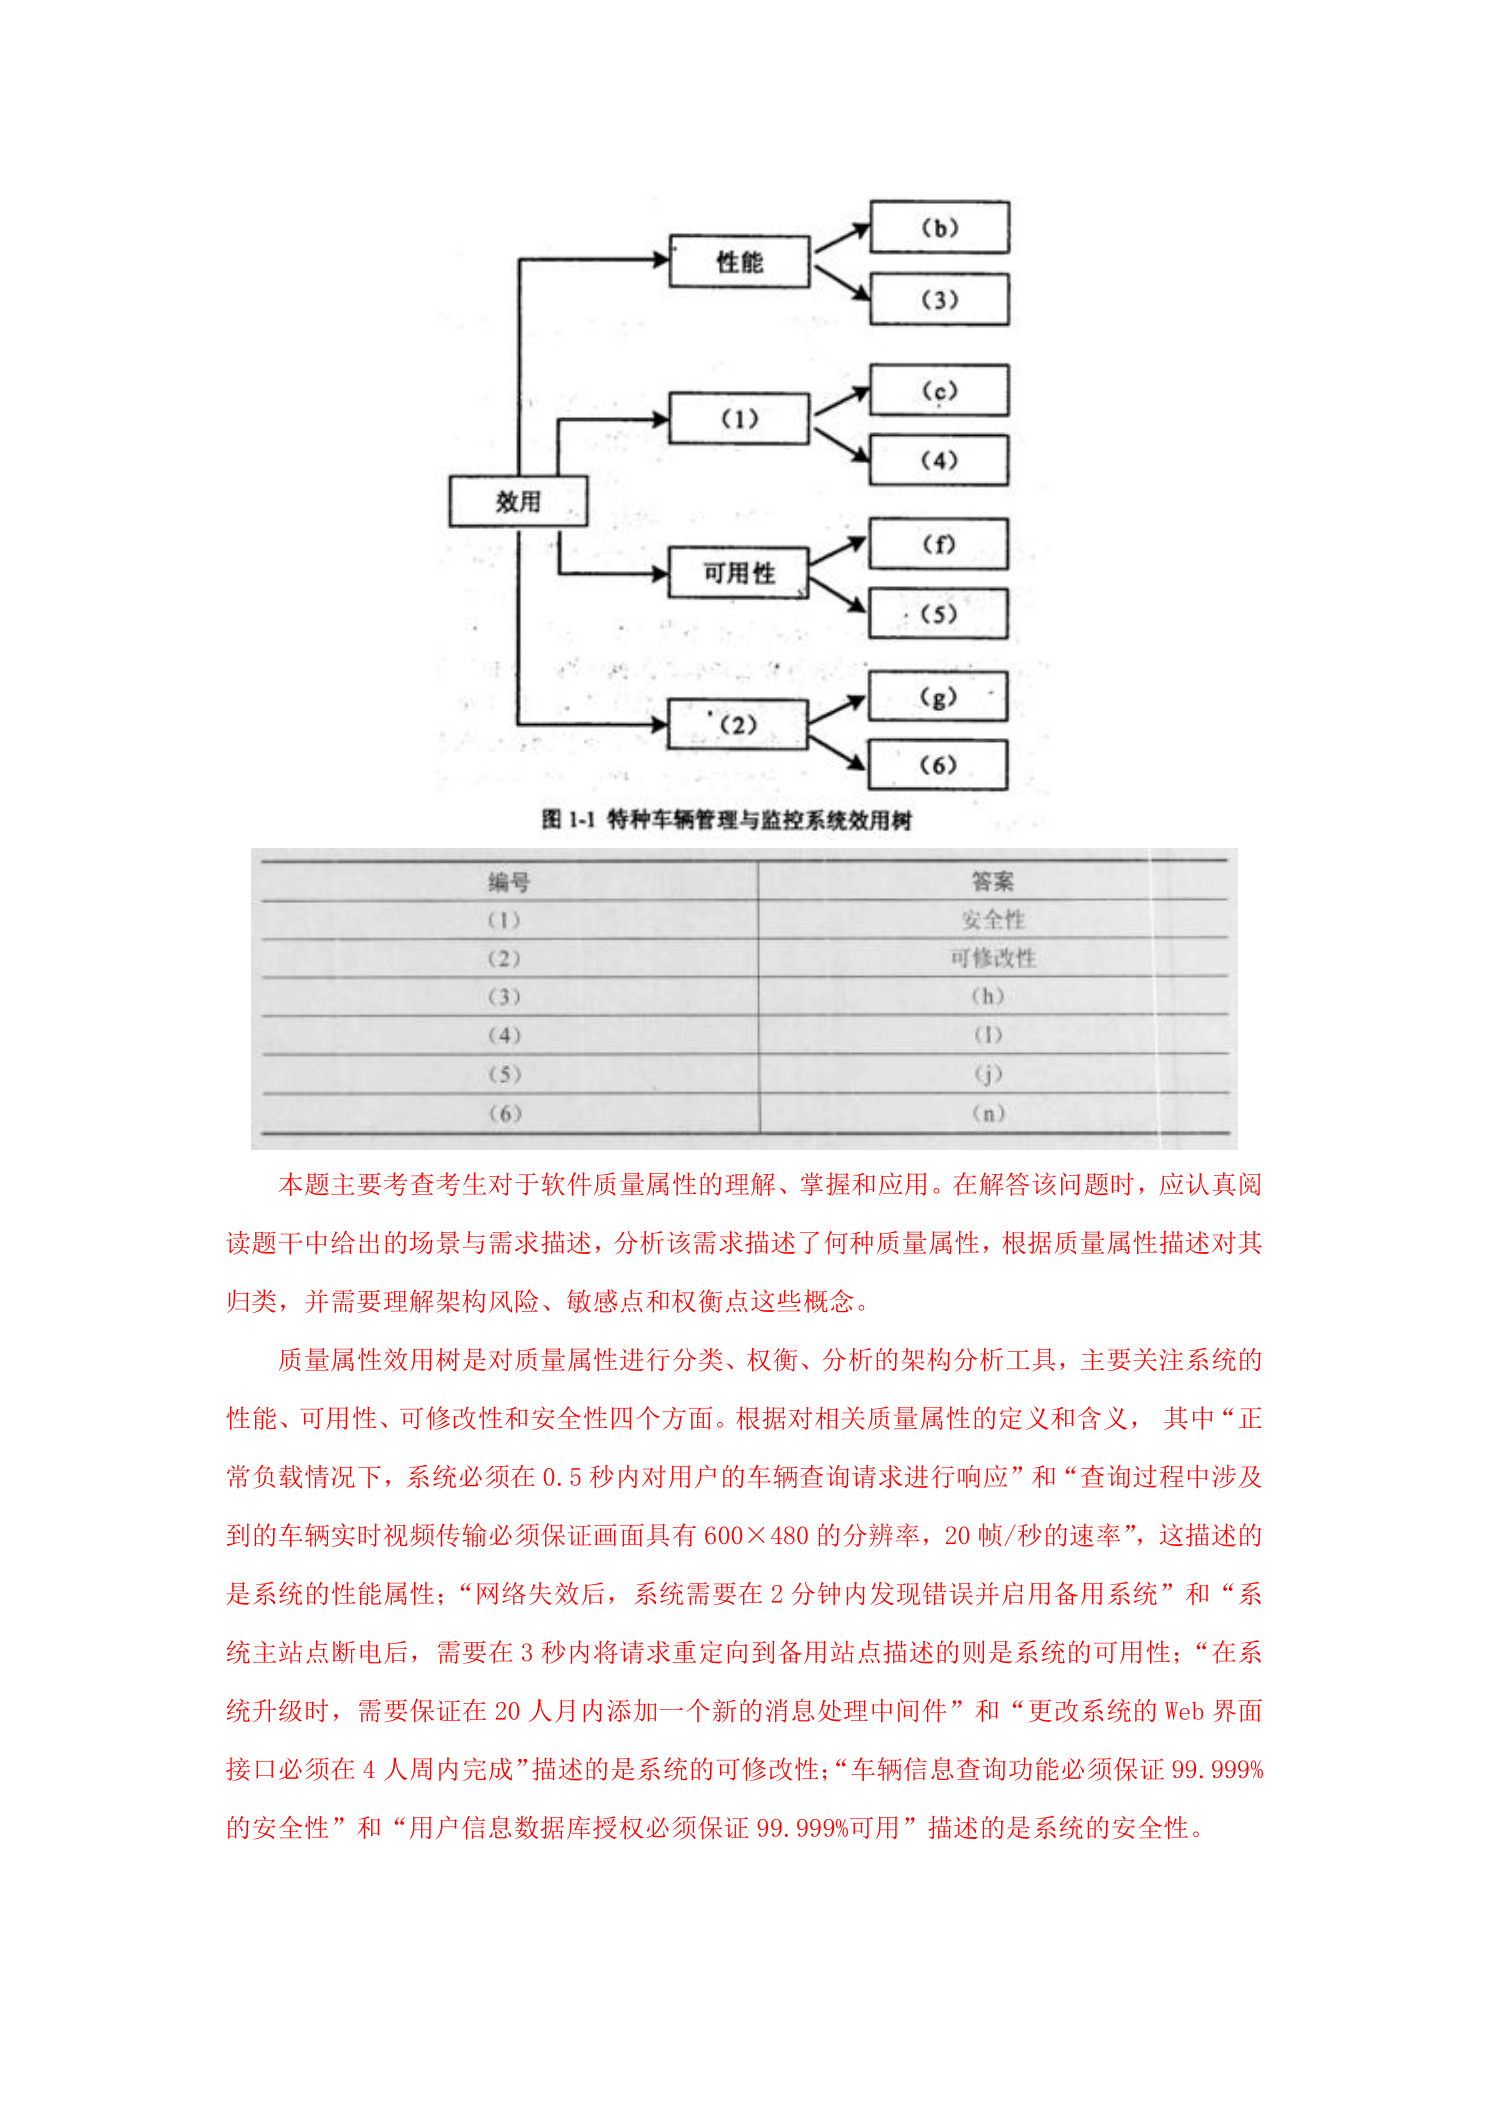 (b)
性能
(3)
(c)
(1)
(4)
效用
(f)
可用性
(5)
(g)
(2)
(6)
图 1-1 特种车辆管理与监控系统效用树
编号 答案
(1) 安全性
(2) 可修改性
(3) (h)
(4) (l)
(5) (j)
(6) (n)
本题主要考查考生对于软件质量属性的理解、掌握和应用。在解答该问题时，应认真阅
读题干中给出的场景与需求描述，分析该需求描述了何种质量属性，根据质量属性描述对其
归类，并需要理解架构风险、敏感点和权衡点这些概念。
质量属性效用树是对质量属性进行分类、权衡、分析的架构分析工具，主要关注系统的
性能、可用性、可修改性和安全性四个方面。根据对相关质量属性的定义和含义， 其中“正
常负载情况下，系统必须在 0.5 秒内对用户的车辆查询请求进行响应”和“查询过程中涉及
到的车辆实时视频传输必须保证画面具有 600×480 的分辨率，20 帧/秒的速率”，这描述的
是系统的性能属性；“网络失效后，系统需要在 2 分钟内发现错误并启用备用系统”和“系
统主站点断电后，需要在 3 秒内将请求重定向到备用站点描述的则是系统的可用性；“在系
统升级时，需要保证在 20 人月内添加一个新的消息处理中间件”和“更改系统的 Web 界面
接口必须在 4 人周内完成”描述的是系统的可修改性；“车辆信息查询功能必须保证 99.999%
的安全性”和“用户信息数据库授权必须保证 99.999%可用”描述的是系统的安全性。